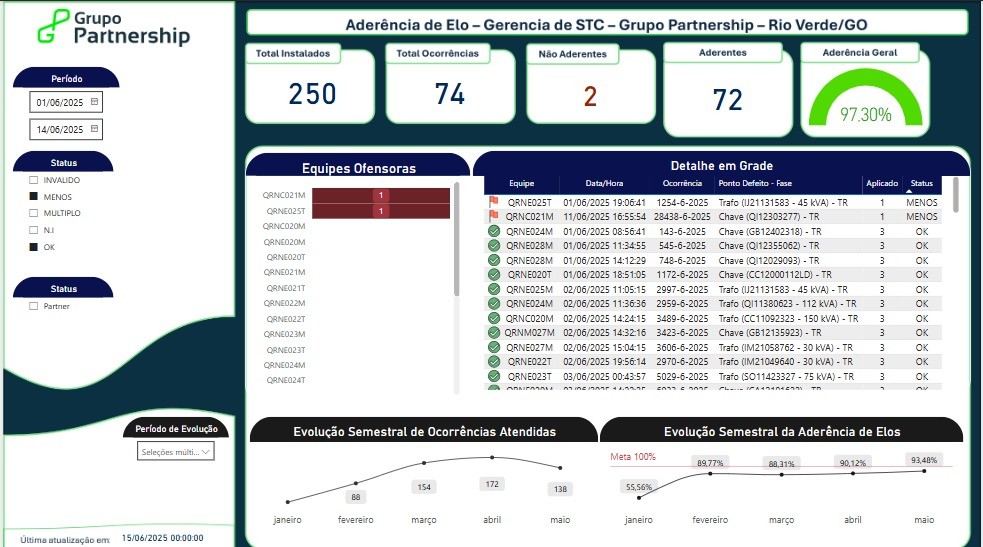 Grupo
Partnership
Aderência de Elo – Gerencia de STC – Grupo Partnership – Rio Verde/GO
Período
01/06/2025
14/06/2025
Status
INVALIDO
MENOS
MULTIPLO
N.I
OK
Status
Partner
Total Instalados
250
Total Ocorrências
74
Não Aderentes
2
Aderentes
72
Aderência Geral
97.30%
Equipes Ofensoras
QRNC021M 1
QRNE025T 1
QRNC020M
QRNE020M
QRNE020T
QRNE021M
QRNE021T
QRNE022M
QRNE022T
QRNE023M
QRNE023T
QRNE024M
QRNE024T
Detalhe em Grade
Equipe Data/Hora Ocorrência Ponto Defeito - Fase Aplicado Status
QRNE025T 01/06/2025 19:06:41 1254-6-2025 Trafo (IJ21131583 - 45 kVA) - TR 1 MENOS
QRNC021M 11/06/2025 16:55:54 28438-6-2025 Chave (QI12303277) - TR 1 MENOS
QRNE024M 01/06/2025 08:56:41 143-6-2025 Chave (GB12402318) - TR 3 OK
QRNE028M 01/06/2025 11:34:55 545-6-2025 Chave (QI12355062) - TR 3 OK
QRNE028M 01/06/2025 14:12:29 748-6-2025 Chave (QI12029093) - TR 3 OK
QRNE020T 01/06/2025 18:51:05 1172-6-2025 Chave (CC12000112LD) - TR 3 OK
QRNE025M 02/06/2025 11:05:15 2997-6-2025 Trafo (IJ21131583 - 45 kVA) - TR 3 OK
QRNE024M 02/06/2025 11:36:36 2959-6-2025 Trafo (QI11380623 - 112 kVA) - TR 3 OK
QRNC020M 02/06/2025 14:24:15 3489-6-2025 Trafo (CC11092323 - 150 kVA) - TR 3 OK
QRNM027M 02/06/2025 14:32:16 3423-6-2025 Chave (GB12135923) - TR 3 OK
QRNE027M 02/06/2025 15:04:15 3606-6-2025 Trafo (IM21058762 - 30 kVA) - TR 3 OK
QRNE022T 02/06/2025 19:56:14 2970-6-2025 Trafo (IM21049640 - 30 kVA) - TR 3 OK
QRNE023T 03/06/2025 00:43:57 5029-6-2025 Trafo (SO11423327 - 75 kVA) - TR 3 OK
Período de Evolução
Seleções múlti...
Evolução Semestral de Ocorrências Atendidas
88
154
172
138
janeiro fevereiro março abril maio
Evolução Semestral da Aderência de Elos
Meta 100%
55,56%
89,77%
88,31%
90,12%
93,48%
janeiro fevereiro março abril maio
Última atualização em: 15/06/2025 00:00:00